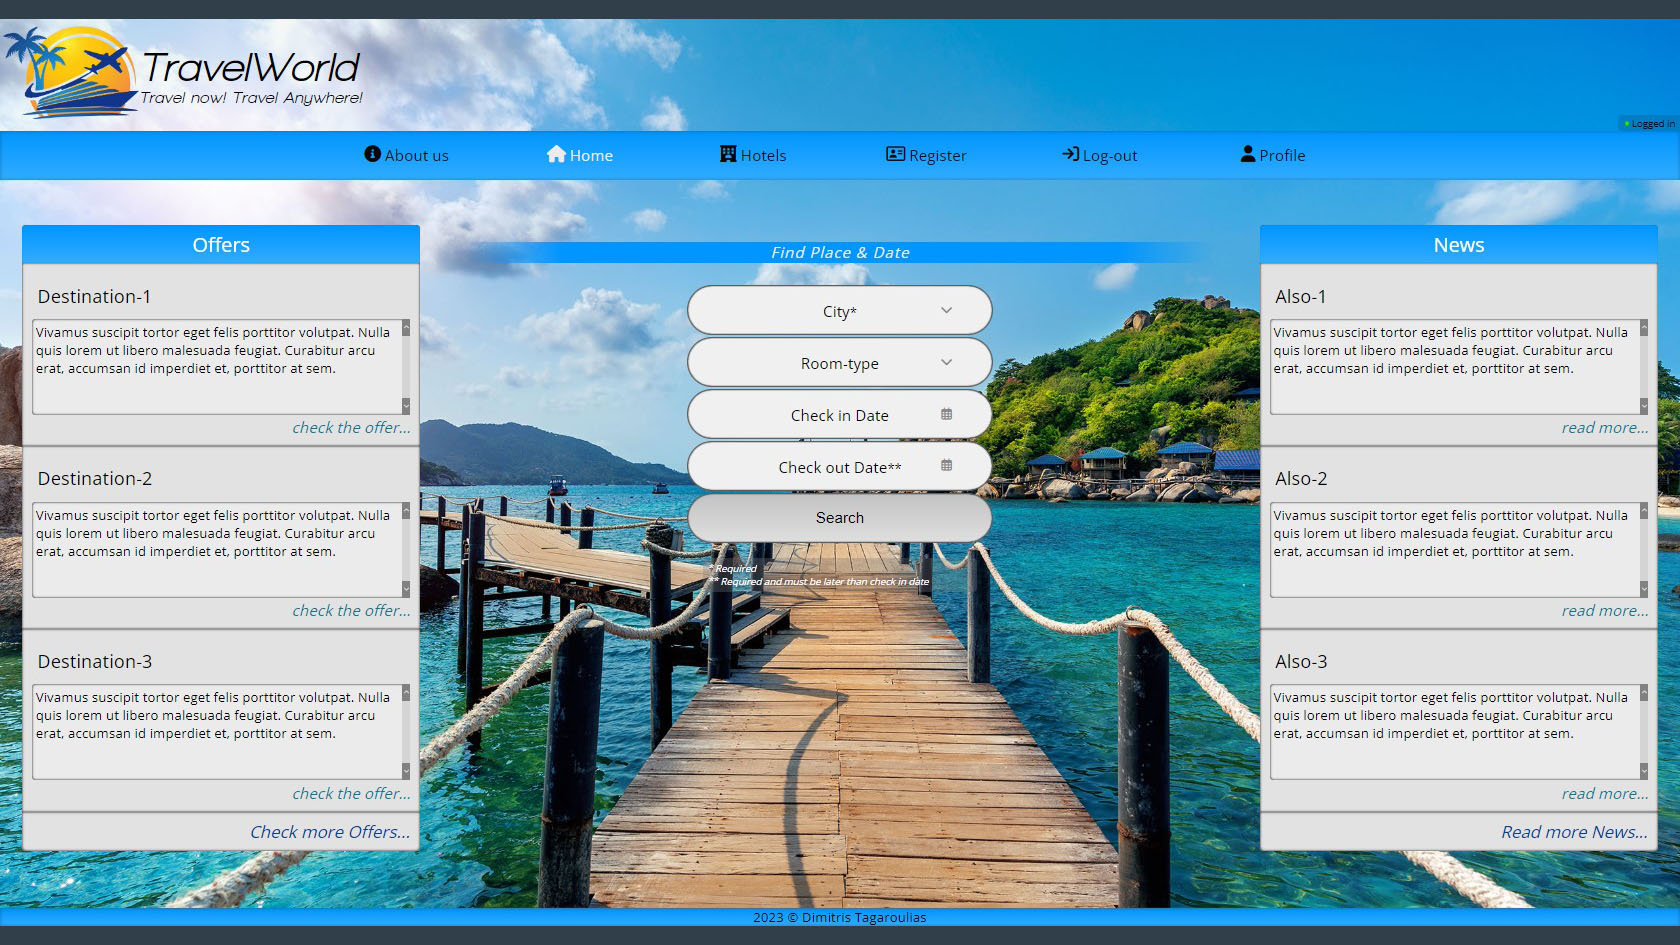 TravelWorld
Travel now! Travel Anywhere!
Logged in
About us
Home
Hotels
Register
Log-out
Profile
Offers
Destination-1
Vivamus suscipit tortor eget felis porttitor volutpat. Nulla
quis lorem ut libero malesuada feugiat. Curabitur arcu
erat, accumsan id imperdiet et, porttitor at sem.
check the offer...
Destination-2
Vivamus suscipit tortor eget felis porttitor volutpat. Nulla
quis lorem ut libero malesuada feugiat. Curabitur arcu
erat, accumsan id imperdiet et, porttitor at sem.
check the offer...
Destination-3
Vivamus suscipit tortor eget felis porttitor volutpat. Nulla
quis lorem ut libero malesuada feugiat. Curabitur arcu
erat, accumsan id imperdiet et, porttitor at sem.
check the offer...
Check more Offers...
Find Place & Date
City*
Room-type
Check in Date
Check out Date**
Search
* Required
** Required and must be later than check in date
News
Also-1
Vivamus suscipit tortor eget felis porttitor volutpat. Nulla
quis lorem ut libero malesuada feugiat. Curabitur arcu
erat, accumsan id imperdiet et, porttitor at sem.
read more...
Also-2
Vivamus suscipit tortor eget felis porttitor volutpat. Nulla
quis lorem ut libero malesuada feugiat. Curabitur arcu
erat, accumsan id imperdiet et, porttitor at sem.
read more...
Also-3
Vivamus suscipit tortor eget felis porttitor volutpat. Nulla
quis lorem ut libero malesuada feugiat. Curabitur arcu
erat, accumsan id imperdiet et, porttitor at sem.
read more...
Read more News...
2023 © Dimitris Tagaroulias